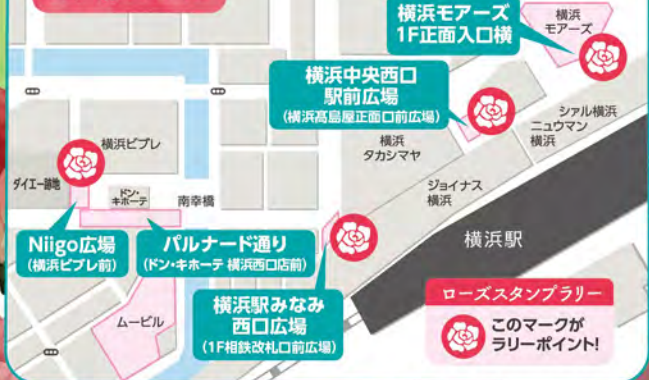 横浜モアーズ
1F正面入口横
横浜
モアーズ
横浜中央西口
駅前広場
(横浜髙島屋正面口前広場)
シァル横浜
ニュウマン
横浜
横浜
タカシマヤ
横浜ビブレ
ダイエー跡地
ドン・
キホーテ
南幸橋
ジョイナス
横浜
横浜駅
Niigo広場
(横浜ビブレ前)
パルナード通り
(ドン・キホーテ 横浜西口店前)
横浜駅みなみ
西口広場
(1F相鉄改札口前広場)
ムービル
ローズスタンプラリー
このマークが
ラリーポイント!